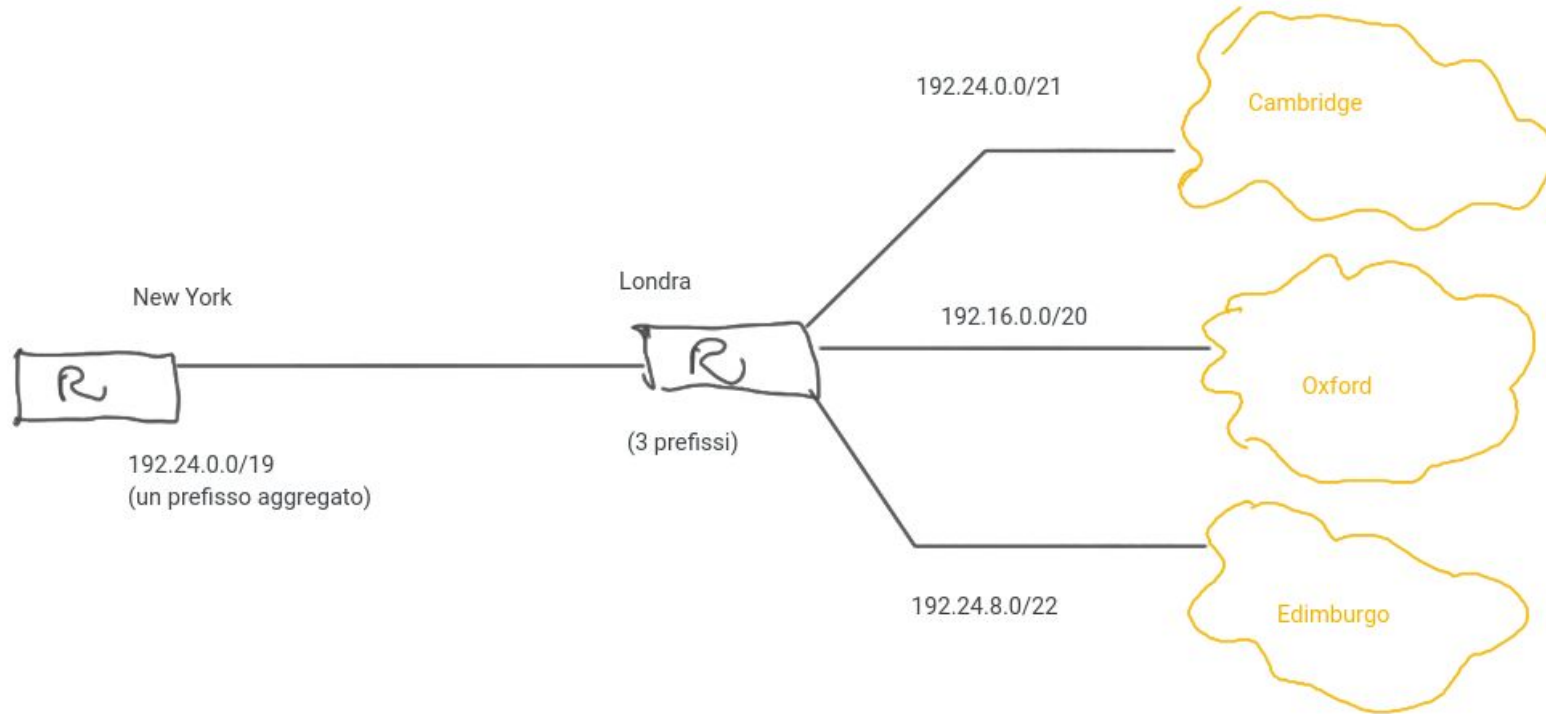 192.24.0.0/21
Cambridge
New York
Londra
192.16.0.0/20
R
R
Oxford
(3 prefissi)
192.24.0.0/19
(un prefisso aggregato)
192.24.8.0/22
Edimburgo